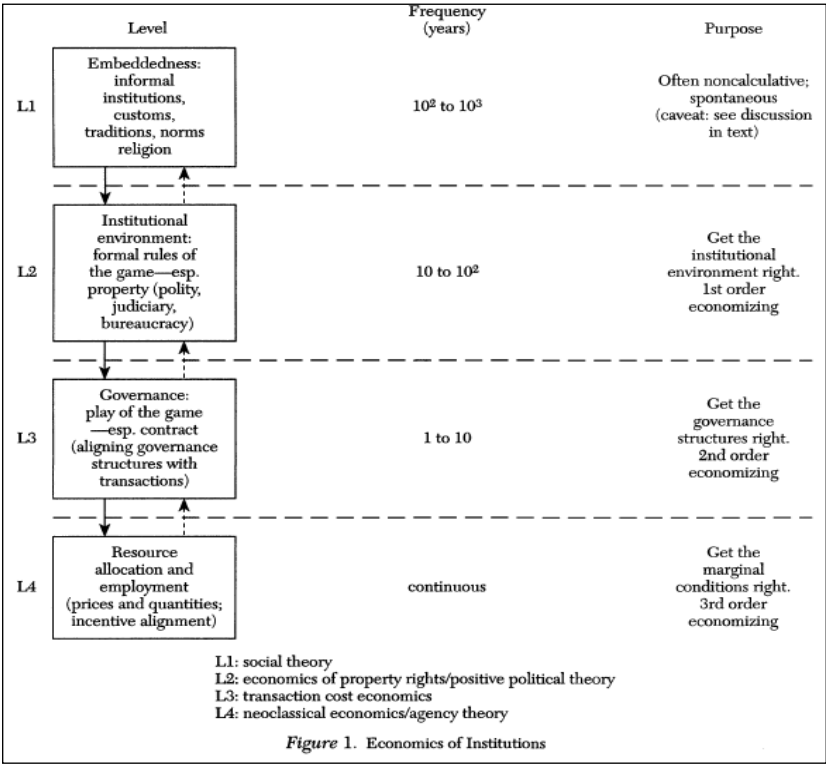 Level
Frequency
(years)
Purpose
L1
Embeddedness:
informal
institutions,
customs,
traditions, norms
religion
10² to 10³
Often noncalculative;
spontaneous
(caveat: see discussion
in text)
L2
Institutional
environment:
formal rules of
the game—esp.
property (polity,
judiciary,
bureaucracy)
10 to 10²
Get the
institutional
environment right.
1st order
economizing
L3
Governance:
play of the game
—esp. contract
(aligning governance
structures with
transactions)
1 to 10
Get the
governance
structures right.
2nd order
economizing
L4
Resource
allocation and
employment
(prices and quantities;
incentive alignment)
continuous
Get the
marginal
conditions right.
3rd order
economizing
L1: social theory
L2: economics of property rights/positive political theory
L3: transaction cost economics
L4: neoclassical economics/agency theory
Figure 1. Economics of Institutions